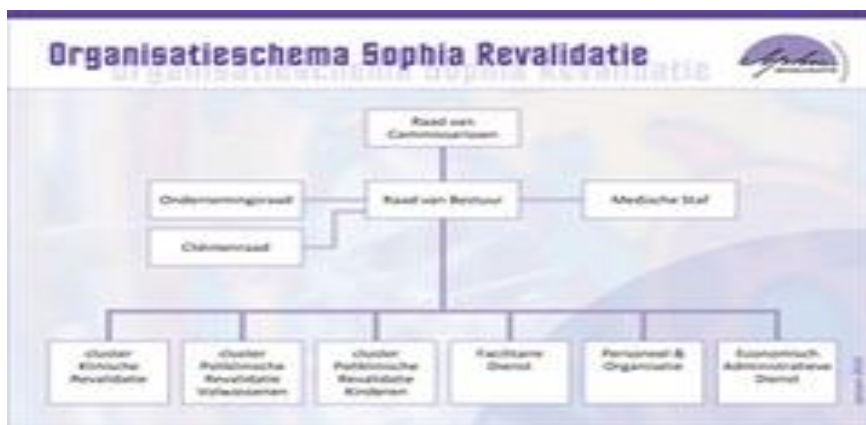 Organisatieschema Sophia Revalidatie
Raad van
Commissarissen
Ondernemingsraad
Raad van Bestuur
Medische Staf
Cliëntenraad
cluster
Klinische
Revalidatie
cluster
Poliklinische
Revalidatie
Volwassenen
cluster
Poliklinische
Revalidatie
Kinderen
Facilitaire
Dienst
Personeel &
Organisatie
Economisch
Administratieve
Dienst